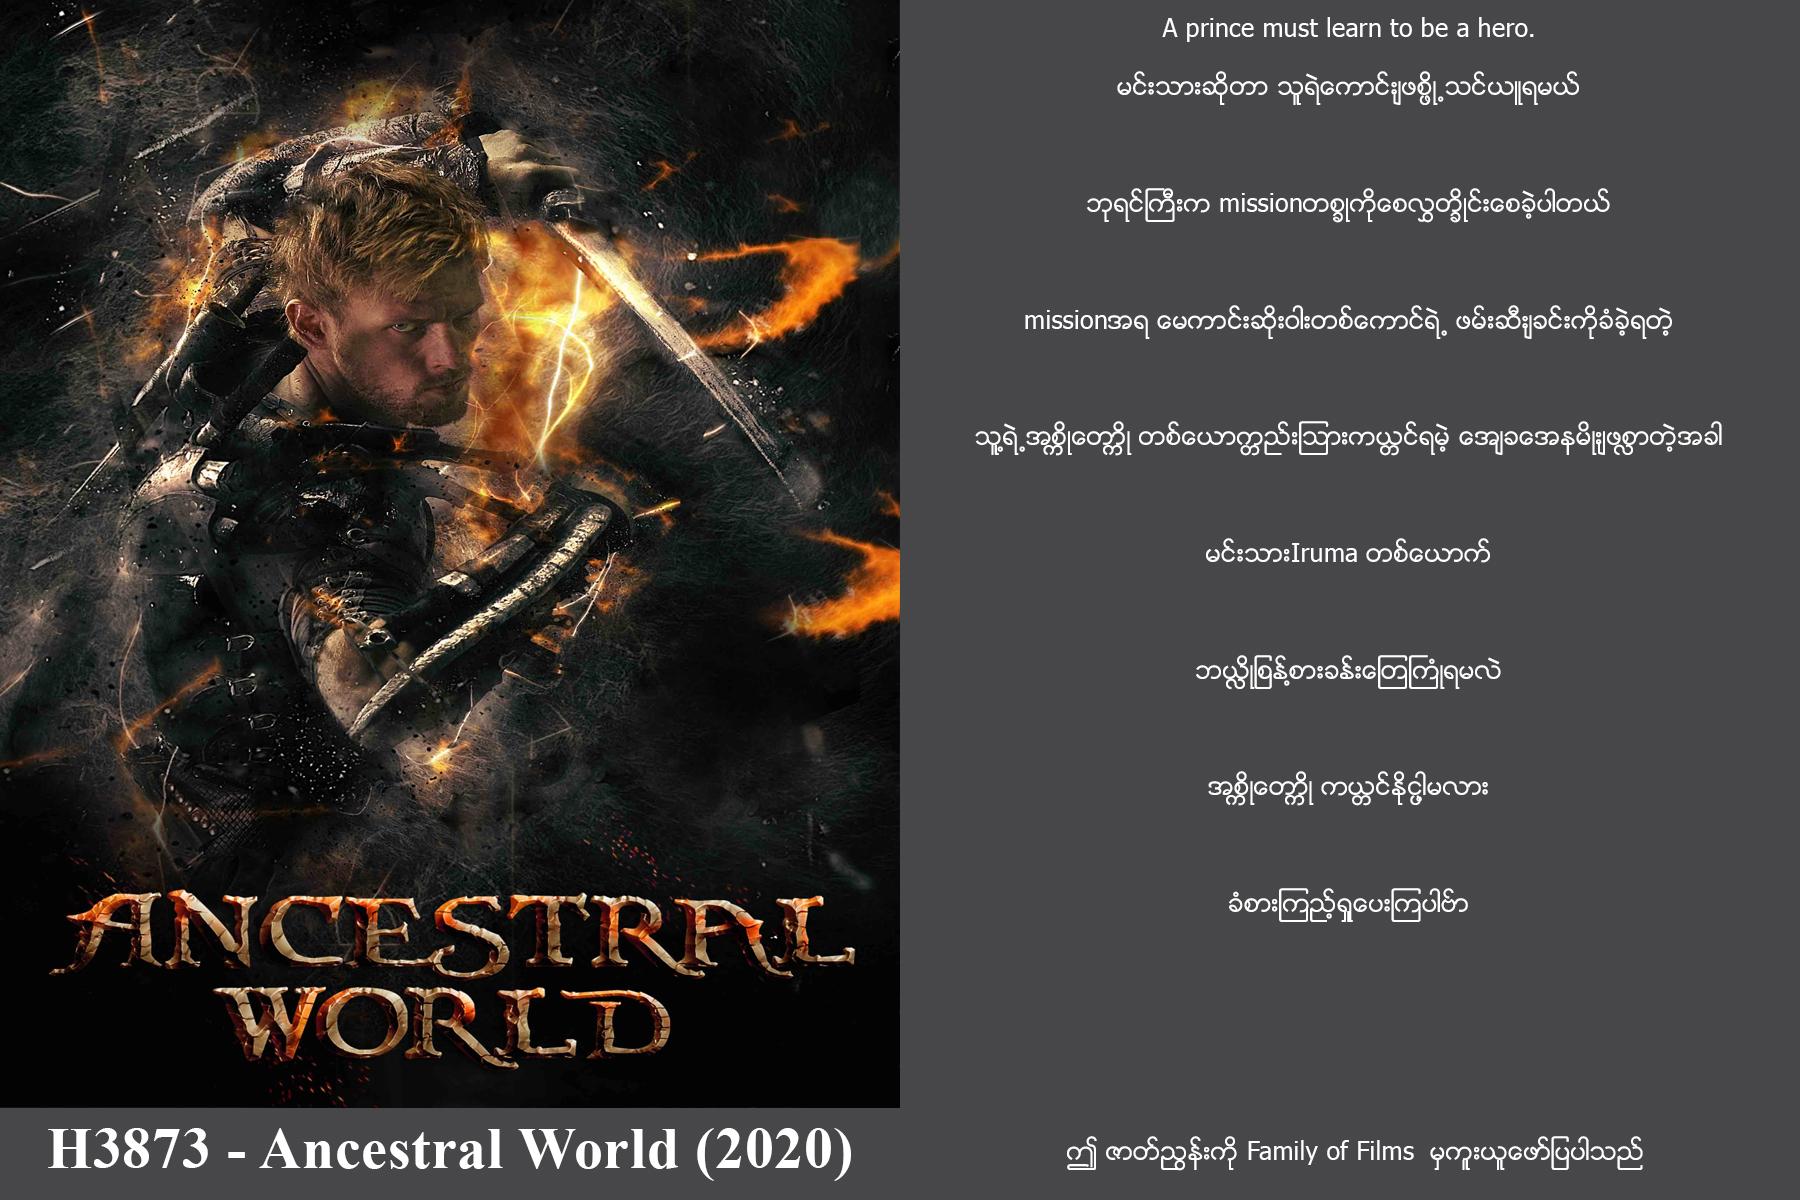 ANCESTRAL
WORLD
H3873 - Ancestral World (2020)
A prince must learn to be a hero.
မင်းသားဆိုတာ သူရဲကောင်းဖြစ်ဖို့ သင်ယူရမယ်
ဘုရင်ကြီးက missionတစ်ခုကိုစေလွှတ်ခိုင်းစေခဲ့ပါတယ်
missionအရ မေကာင်းဆိုးဝါးတစ်ကောင်ရဲ့ ဖမ်းဆီးခြင်းကိုခံခဲ့ရတဲ့
သူ့ရဲ့အစ်ကိုတော်ကို တစ်ယောက်တည်းသြားကယ်တင်ရမဲ့ အခြေအနေမျိုးဖြစ်လာတဲ့အခါ
မင်းသားIruma တစ်ယောက်
ဘယ်လိုစြန့်စားခန်းတြေကြုံရမလဲ
အစ်ကိုတော်ကို ကယ်တင်နိုင်ပါ့မလား
ခံစားကြည့်ရှုပေးကြပါဗျာ
ဤ ဇာတ်ညွှန်းကို Family of Films မှကူးယူဖော်ပြပါသည်